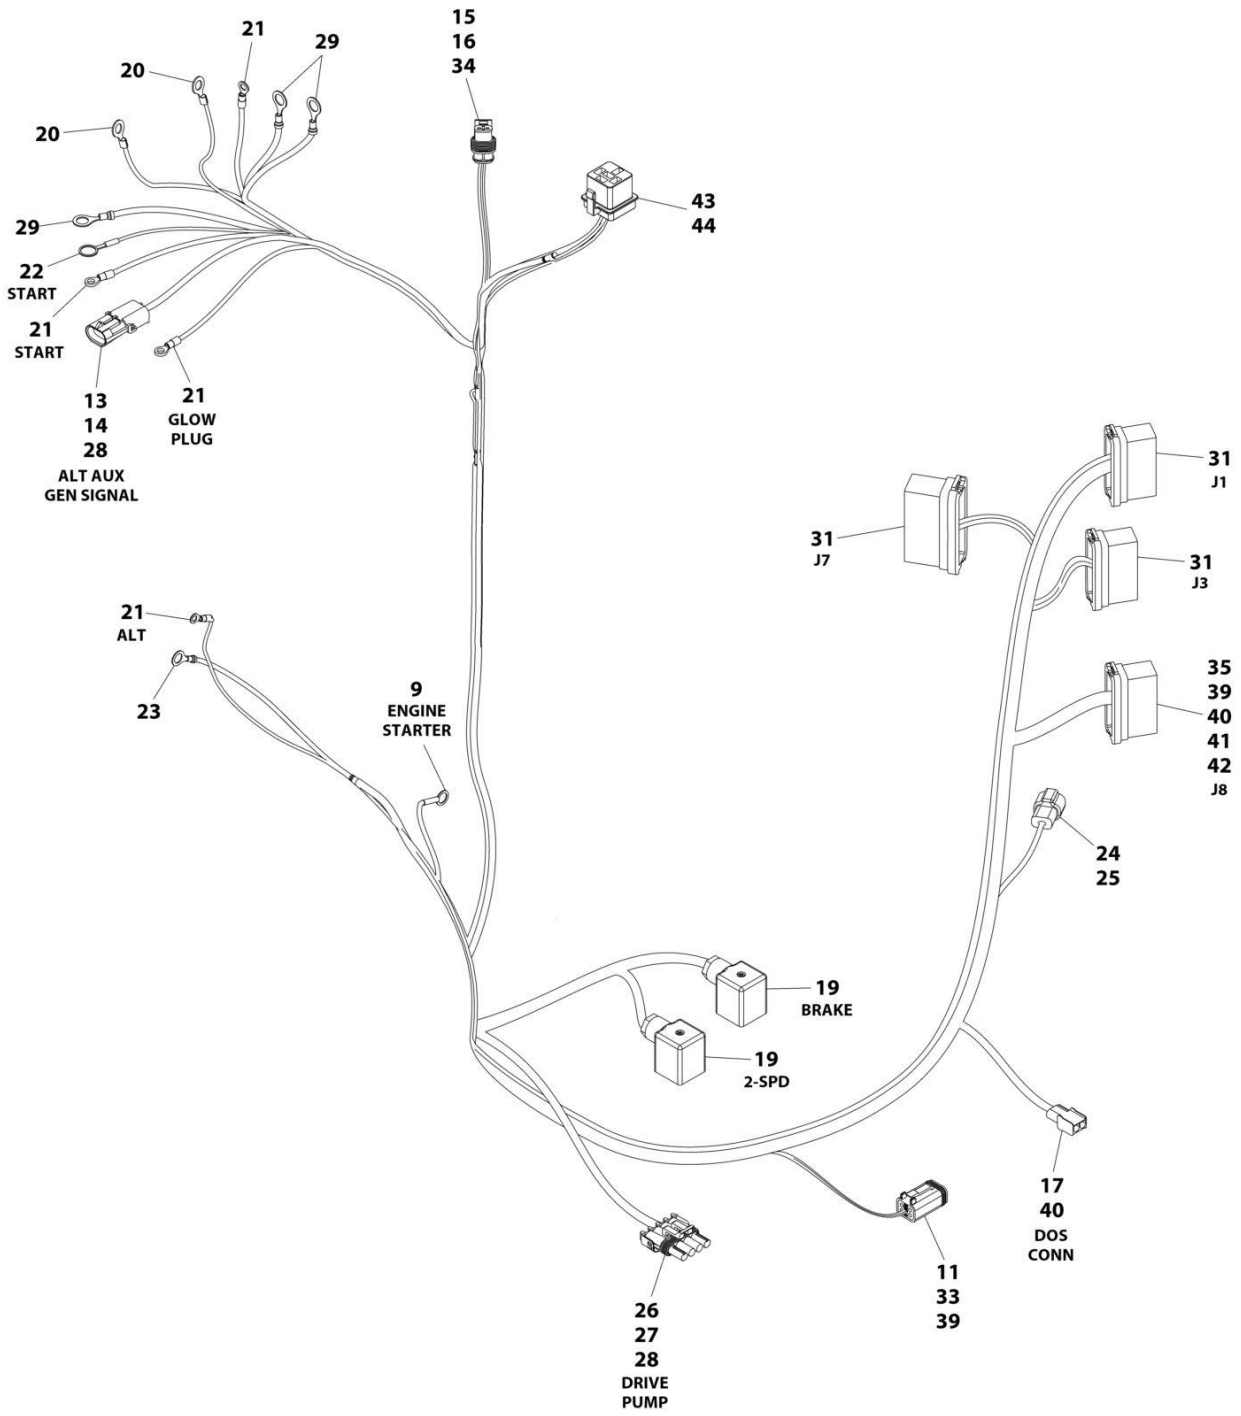 15
16
34
21
29
20
20
43
44
29
22
START
21
START
13
14
28
ALT AUX
GEN SIGNAL
21
GLOW
PLUG
31
J1
31
J7
31
J3
21
ALT
23
9
ENGINE
STARTER
35
39
40
41
42
J8
24
25
19
BRAKE
19
2-SPD
17
40
DOS
CONN
11
33
39
26
27
28
DRIVE
PUMP